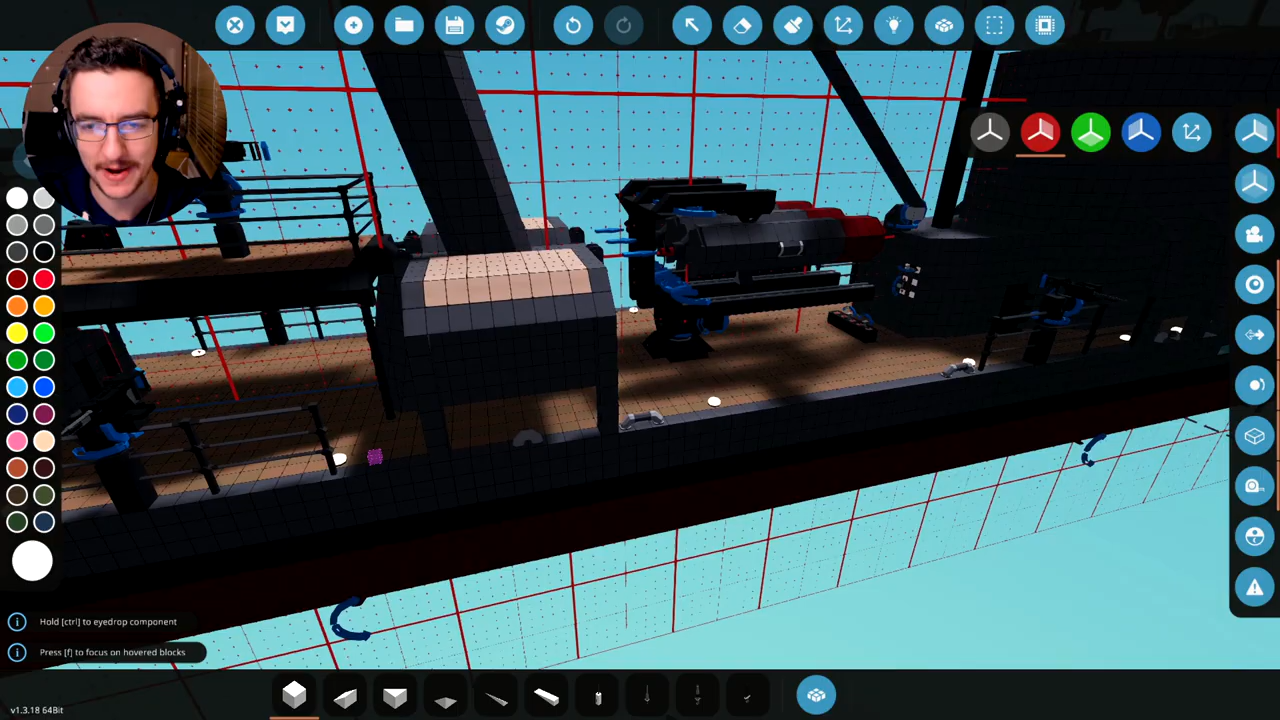 Hold [ctrl] to eyedrop component
Press [f] to focus on hovered blocks
v1.3.18 64Bit